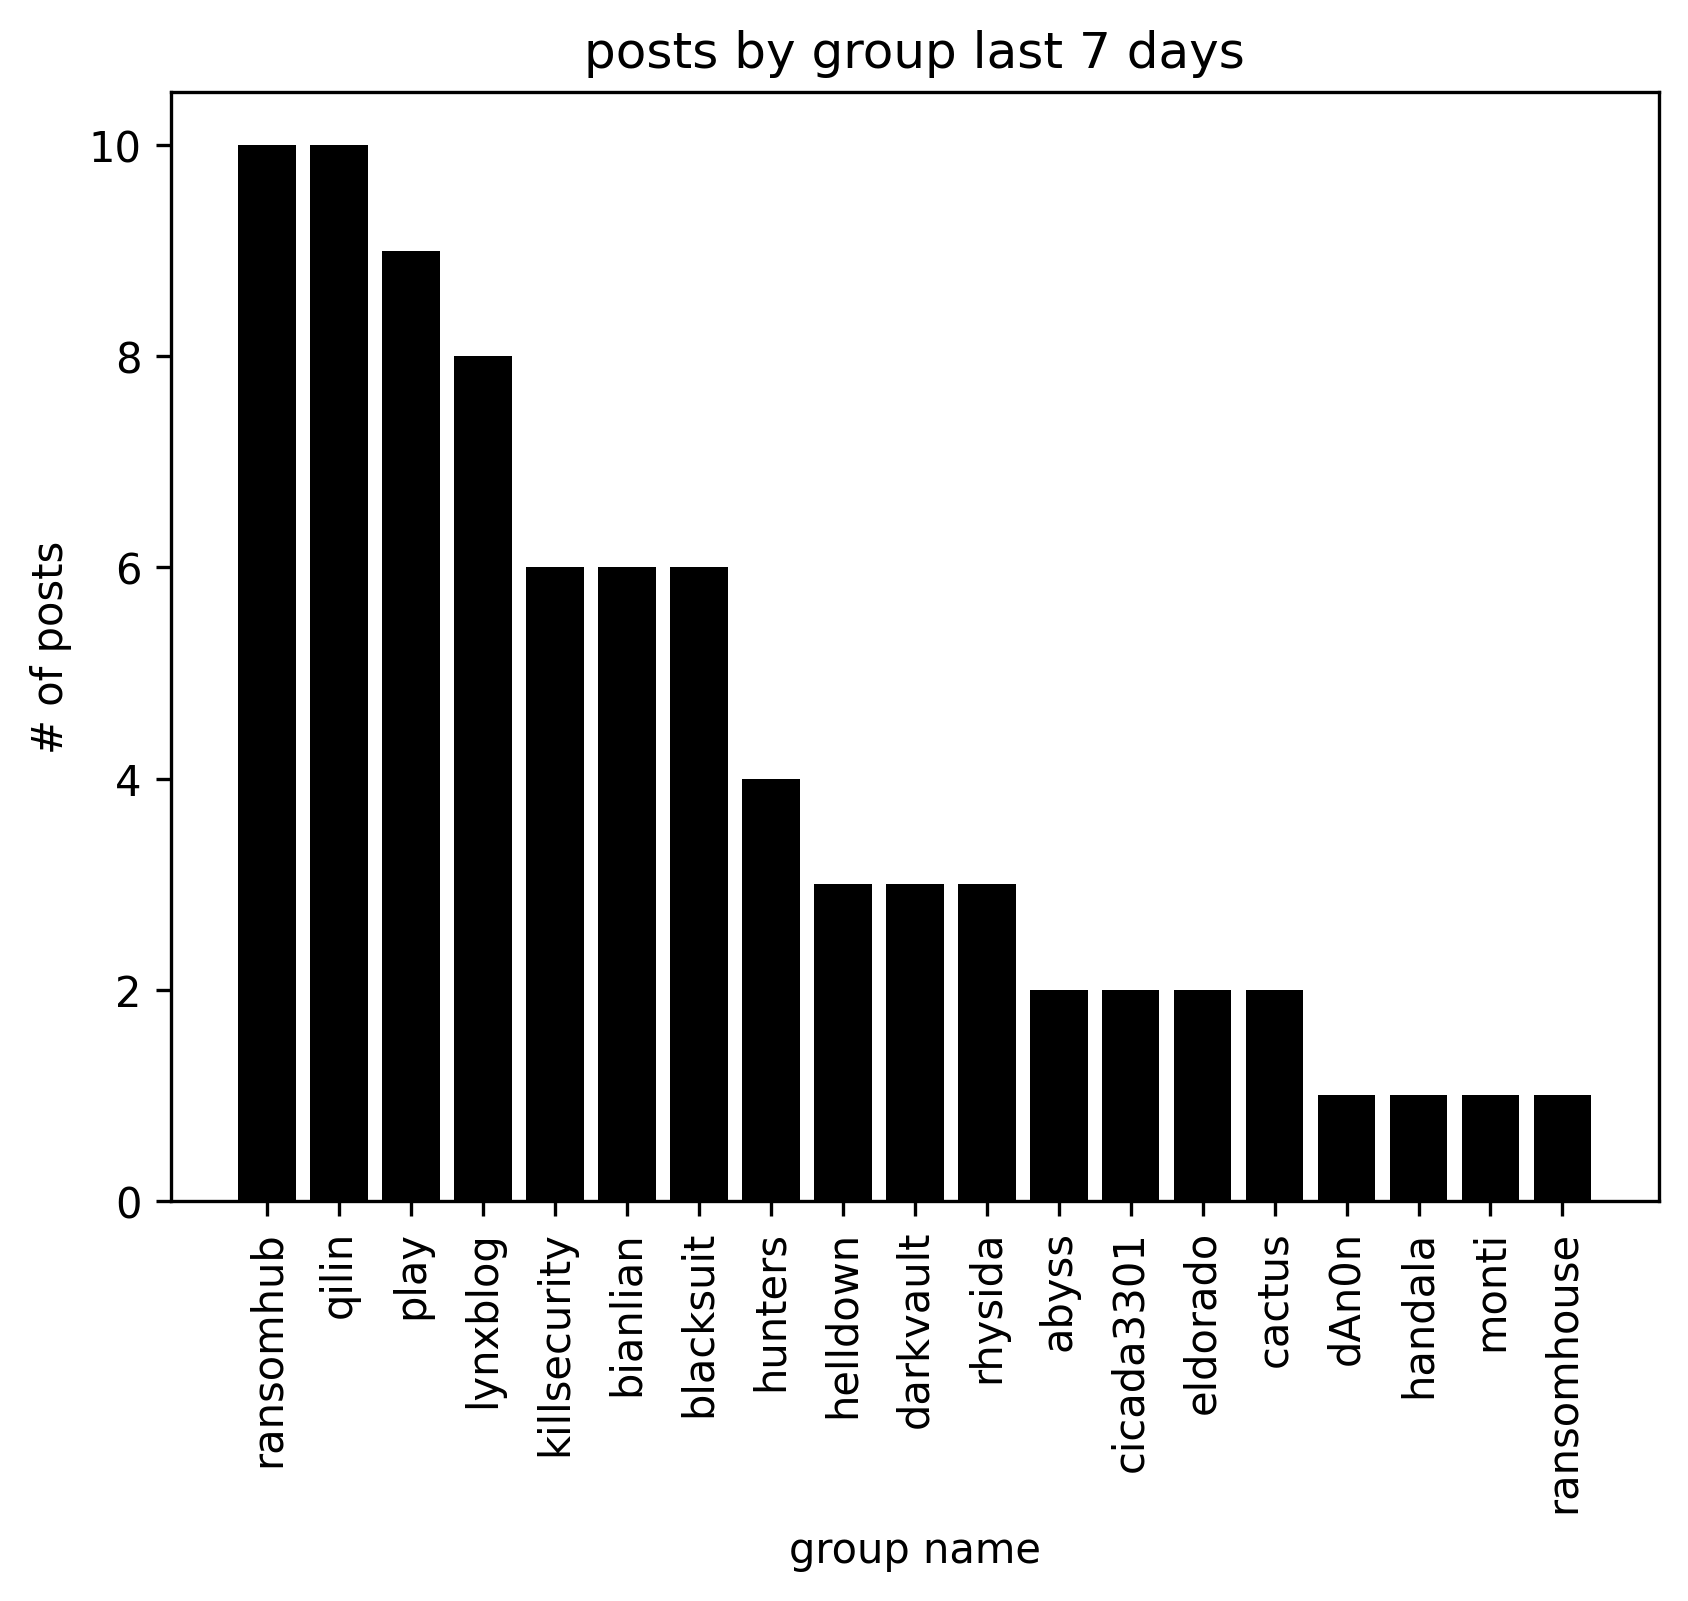 posts by group last 7 days
# of posts
10
8
6
4
2
0
ransomhub
qilin
play
lynxblog
killsecurity
bianlian
blacksuit
hunters
helldown
darkvault
rhysida
abyss
cicada3301
eldorado
cactus
dAn0n
handala
monti
ransomhouse
group name